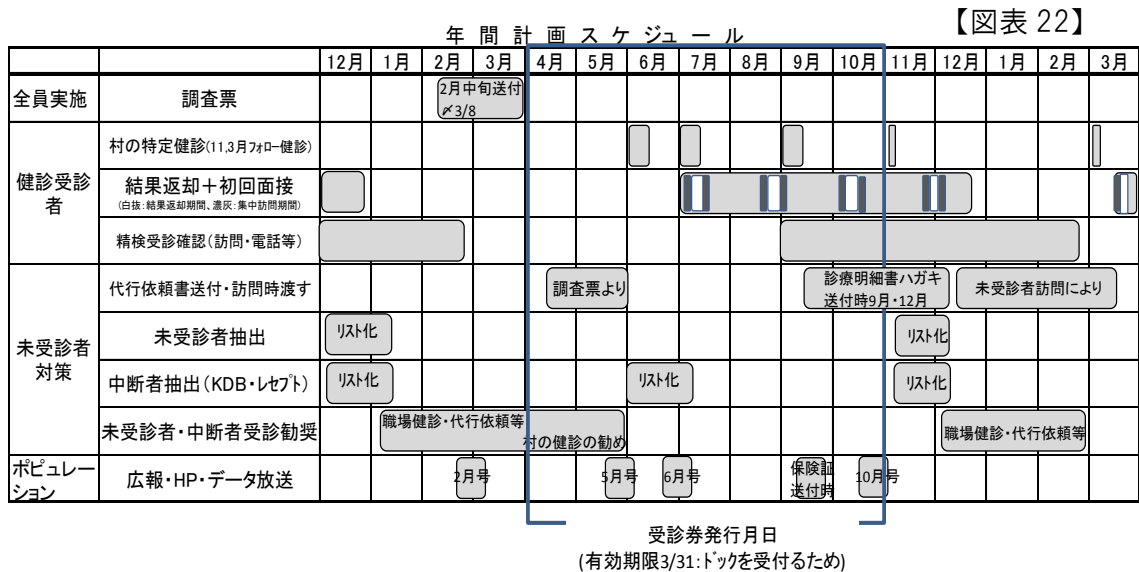 【図表 22】
年 間 計 画 ス ケ ジュ ー ル
12月 1月 2月 3月 4月 5月 6月 7月 8月 9月 10月 11月 12月 1月 2月 3月
全員実施 調査票
2月中旬送付
〆3/8
健診受診
者
村の特定健診(11,3月フォロー健診)
結果返却+初回面接
(白抜:結果返却期間、濃灰:集中訪問期間)
精検受診確認(訪問・電話等)
未受診者
対策
代行依頼書送付・訪問時渡す
調査票より
診療明細書ハガキ
送付時9月・12月
未受診者訪問により
未受診者抽出 リスト化 リスト化
中断者抽出(KDB・レセプト) リスト化 リスト化 リスト化
未受診者・中断者受診勧奨
職場健診・代行依頼等
村の健診の勧め
職場健診・代行依頼等
ポピュレー
ション
広報・HP・データ放送 2月号 5月号 6月号
保険証
送付時
10月号
受診券発行月日
(有効期限3/31:ドックを受付るため)